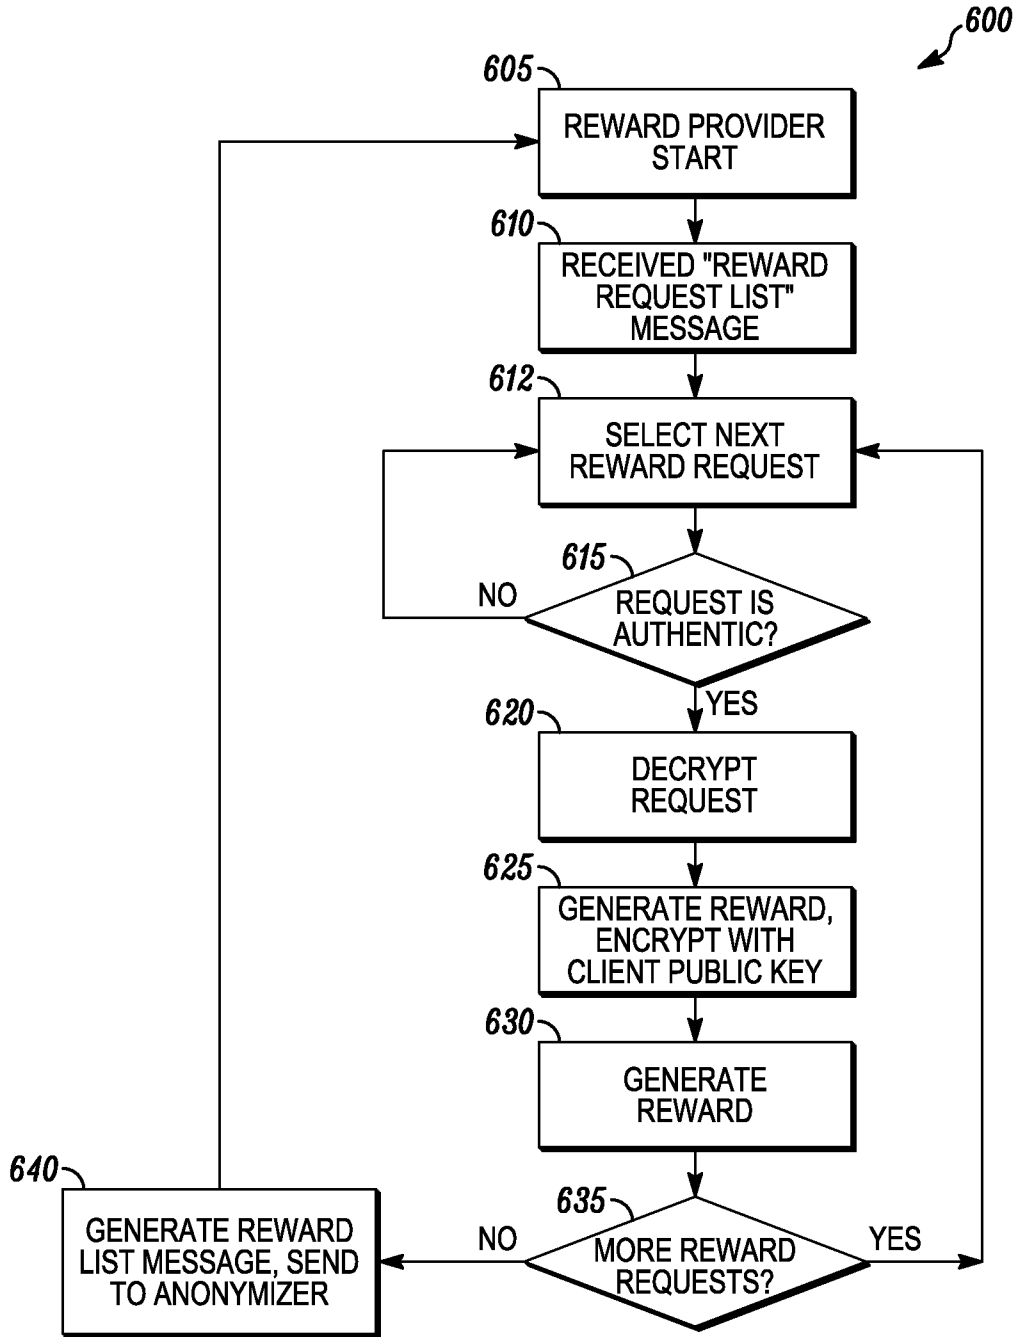 600
605
REWARD PROVIDER
START
610
RECEIVED "REWARD
REQUEST LIST"
MESSAGE
612
SELECT NEXT
REWARD REQUEST
615
NO
REQUEST IS
AUTHENTIC?
YES
620
DECRYPT
REQUEST
625
GENERATE REWARD,
ENCRYPT WITH
CLIENT PUBLIC KEY
630
GENERATE
REWARD
635
NO
MORE REWARD
REQUESTS?
YES
640
GENERATE REWARD
LIST MESSAGE, SEND
TO ANONYMIZER